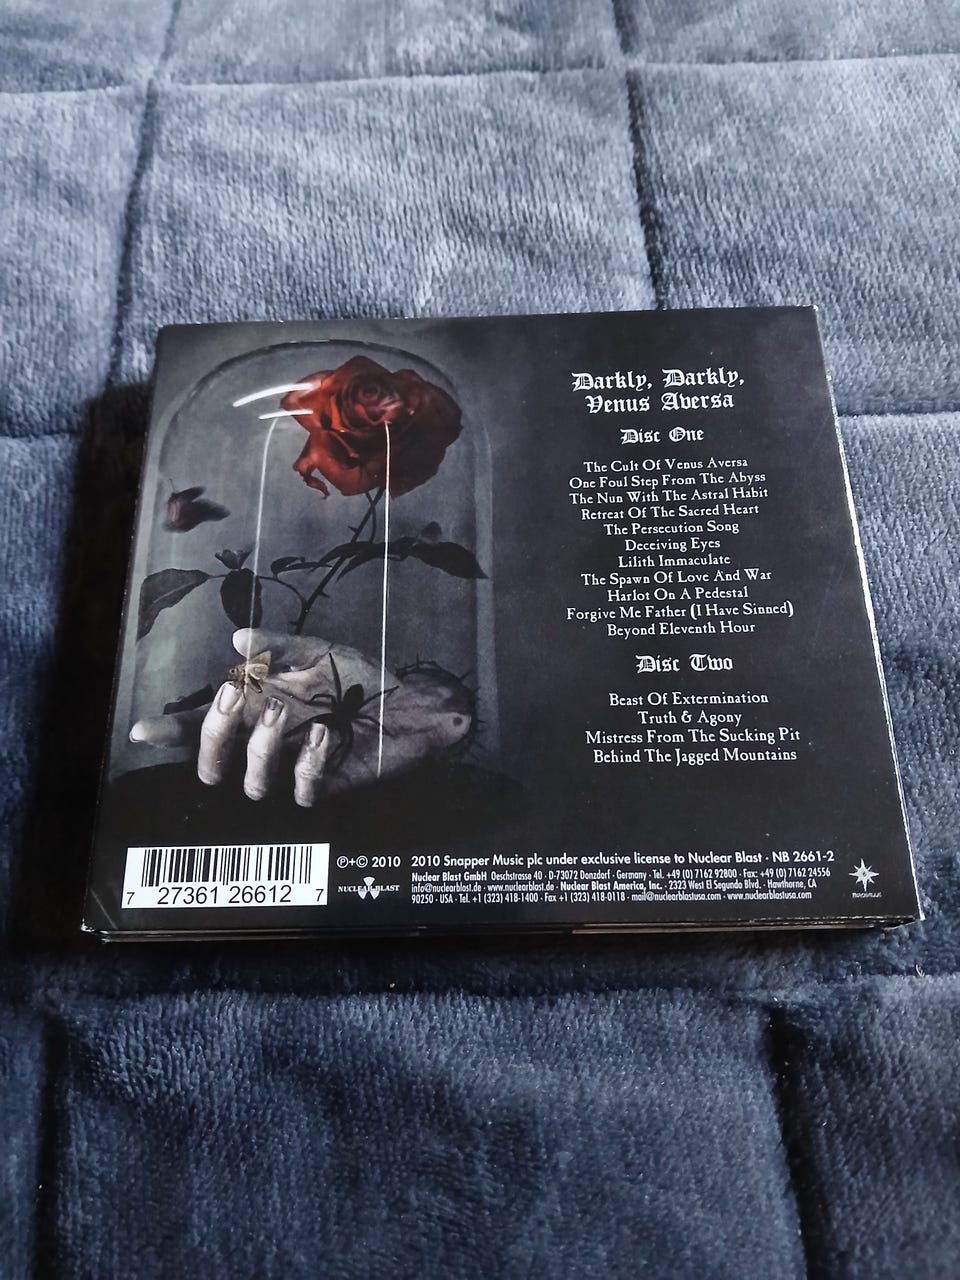 Darkly, Darkly,
Venus Aversa
Disc One
The Cult Of Venus Aversa
One Foul Step From The Abyss
The Nun With The Astral Habit
Retreat Of The Sacred Heart
The Persecution Song
Deceiving Eyes
Lilith Immaculate
The Spawn Of Love And War
Harlot On A Pedestal
Forgive Me Father (I Have Sinned)
Beyond Eleventh Hour
Disc Two
Beast Of Extermination
Truth & Agony
Mistress From The Sucking Pit
Behind The Jagged Mountains
7 27361 26612 7
NUCLEAR BLAST
℗+© 2010 2010 Snapper Music plc under exclusive license to Nuclear Blast · NB 2661-2
Nuclear Blast GmbH Oeschstrasse 40 · D-73072 Donzdorf · Germany · Tel. +49 (0) 7162 92800 · Fax: +49 (0) 7162 24556
info@nuclearblast.de · www.nuclearblast.de · Nuclear Blast America, Inc. · 2323 West El Segundo Blvd. · Hawthorne, CA
90250 · USA · Tel. +1 (323) 418-1400 · Fax +1 (323) 418-0118 · mail@nuclearblastusa.com · www.nuclearblastusa.com